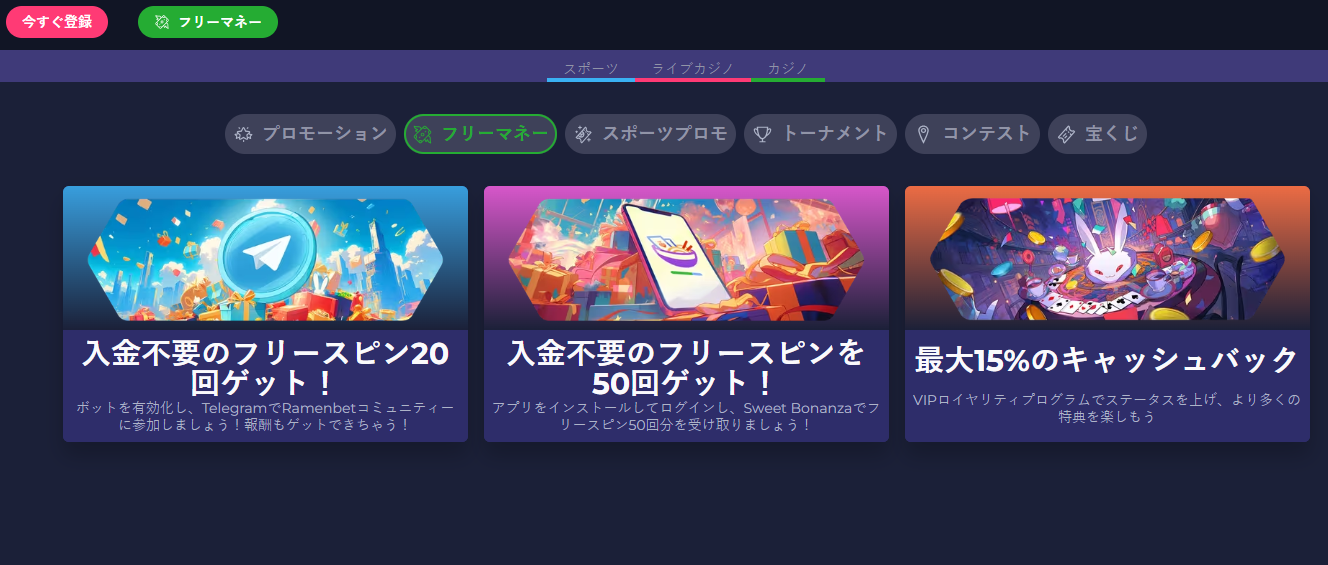 今すぐ登録
フリーマネー
スポーツ
ライブカジノ
カジノ
プロモーション
フリーマネー
スポーツプロモ
トーナメント
コンテスト
宝くじ
入金不要のフリースピン20
回ゲット！
ボットを有効化し、TelegramでRamenbetコミュニティー
に参加しましょう！報酬もゲットできちゃう！
入金不要のフリースピンを
50回ゲット！
アプリをインストールしてログインし、Sweet Bonanzaでフ
リースピン50回分を受け取りましょう！
最大15%のキャッシュバック
VIPロイヤリティプログラムでステータスを上げ、より多くの
特典を楽しもう